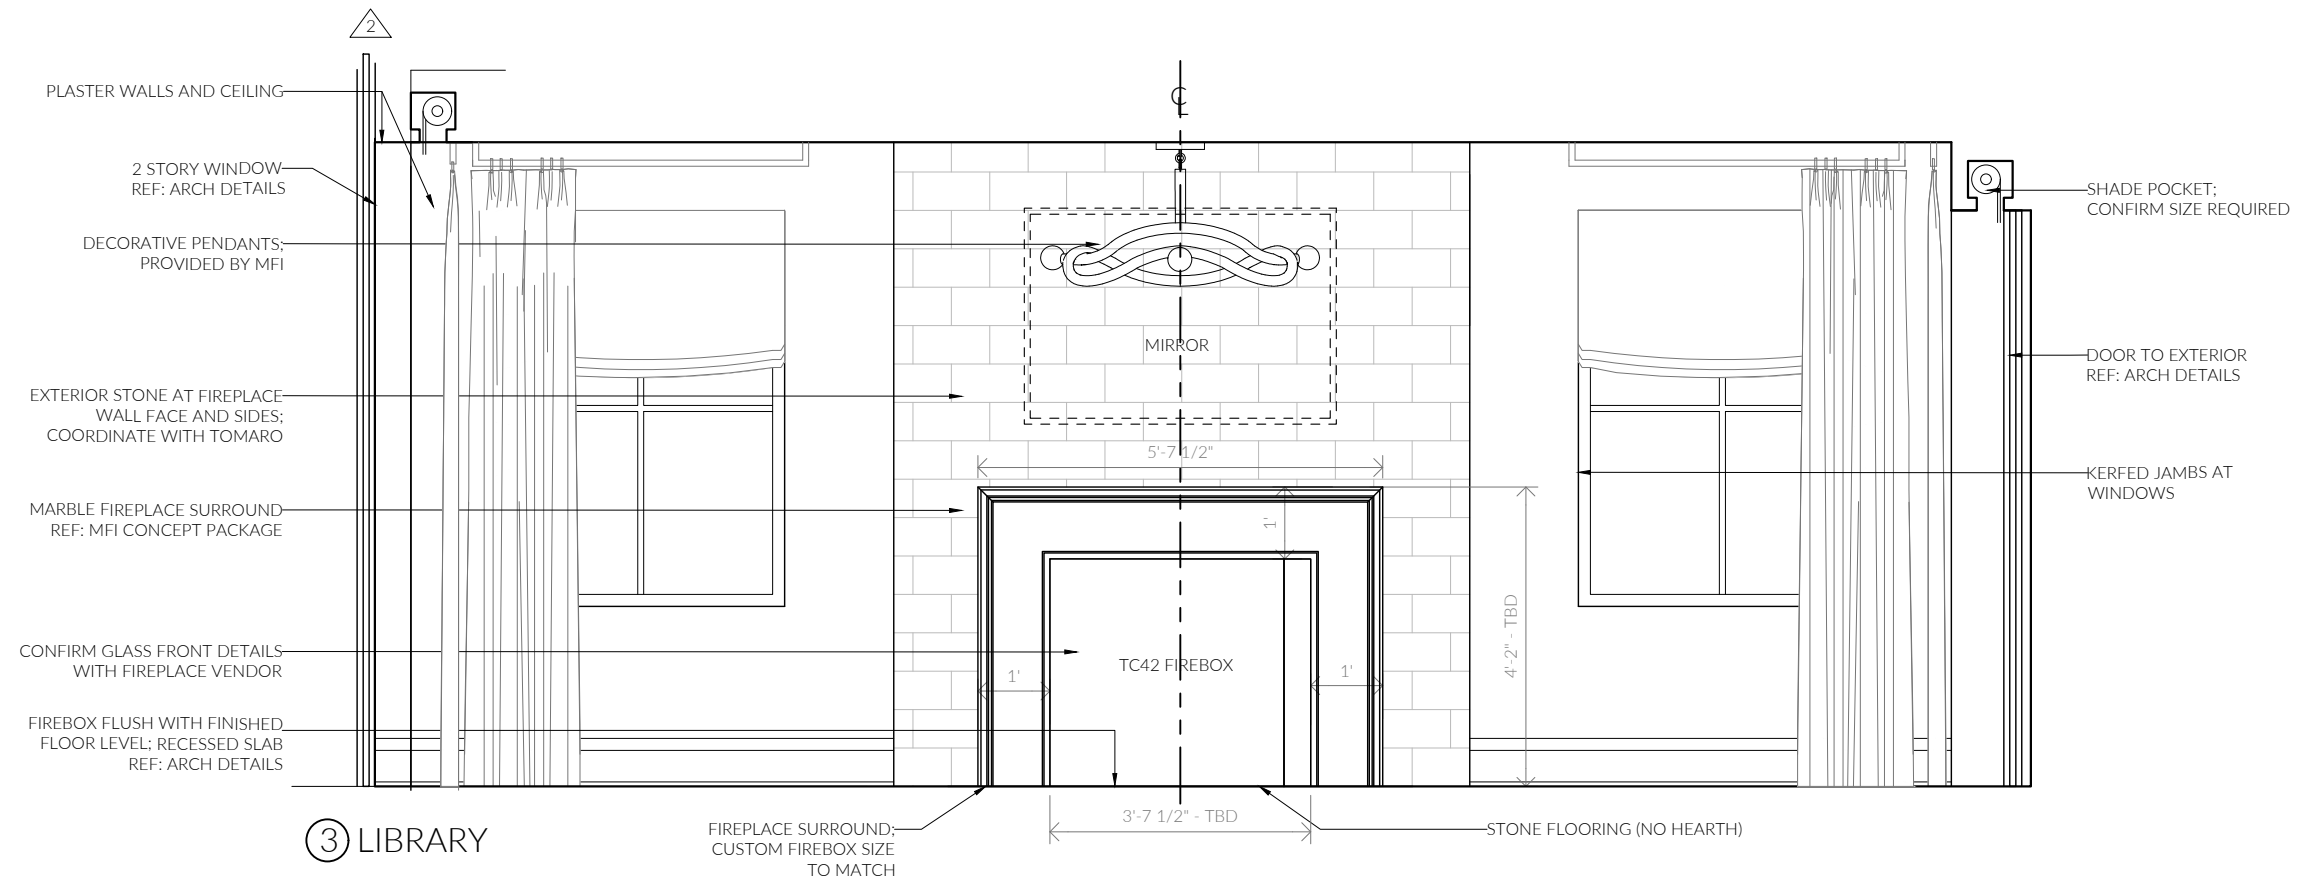 2
PLASTER WALLS AND CEILING
2 STORY WINDOW
REF: ARCH DETAILS
DECORATIVE PENDANTS;
PROVIDED BY MFI
EXTERIOR STONE AT FIREPLACE
WALL FACE AND SIDES;
COORDINATE WITH TOMARO
MARBLE FIREPLACE SURROUND
REF: MFI CONCEPT PACKAGE
CONFIRM GLASS FRONT DETAILS
WITH FIREPLACE VENDOR
FIREBOX FLUSH WITH FINISHED
FLOOR LEVEL; RECESSED SLAB
REF: ARCH DETAILS
CL
MIRROR
5'-7 1/2"
1'
TC42 FIREBOX
1'
1'
4'-2" - TBD
3'-7 1/2" - TBD
SHADE POCKET;
CONFIRM SIZE REQUIRED
DOOR TO EXTERIOR
REF: ARCH DETAILS
KERFED JAMBS AT
WINDOWS
FIREPLACE SURROUND;
CUSTOM FIREBOX SIZE
TO MATCH
STONE FLOORING (NO HEARTH)
3 LIBRARY